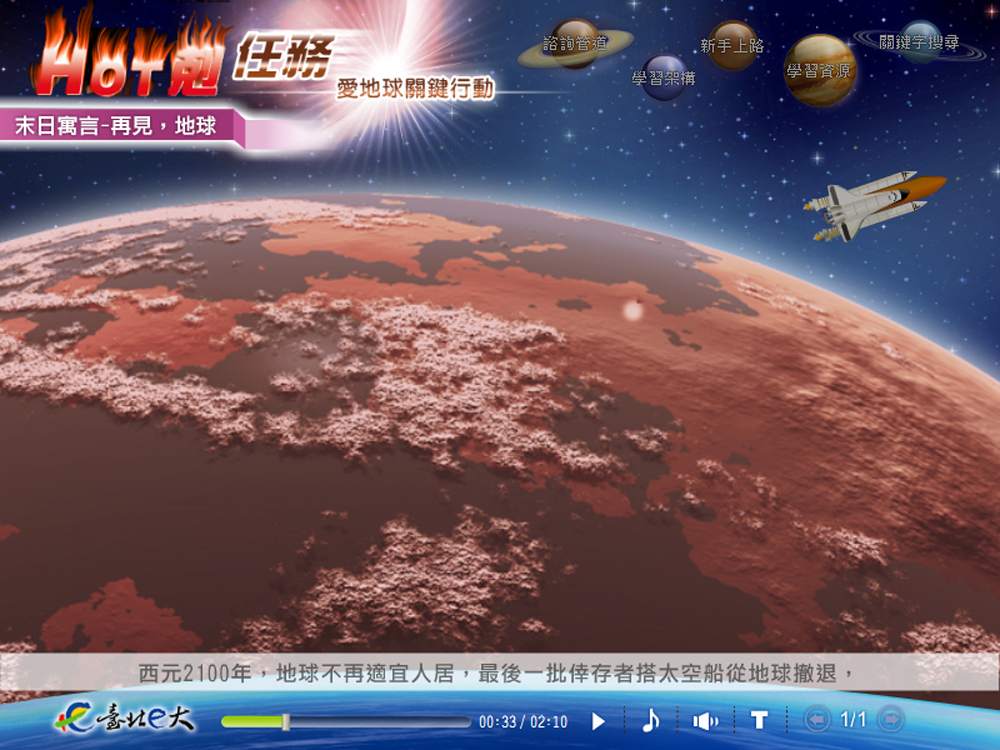 HOT勉任務
愛地球關鍵行動
末日寓言-再見，地球
諮詢管道
學習架構
新手上路
學習資源
關鍵字搜尋
西元2100年，地球不再適宜人居，最後一批倖存者搭太空船從地球撤退，
臺北e大
00:33 / 02:10
T
1/1